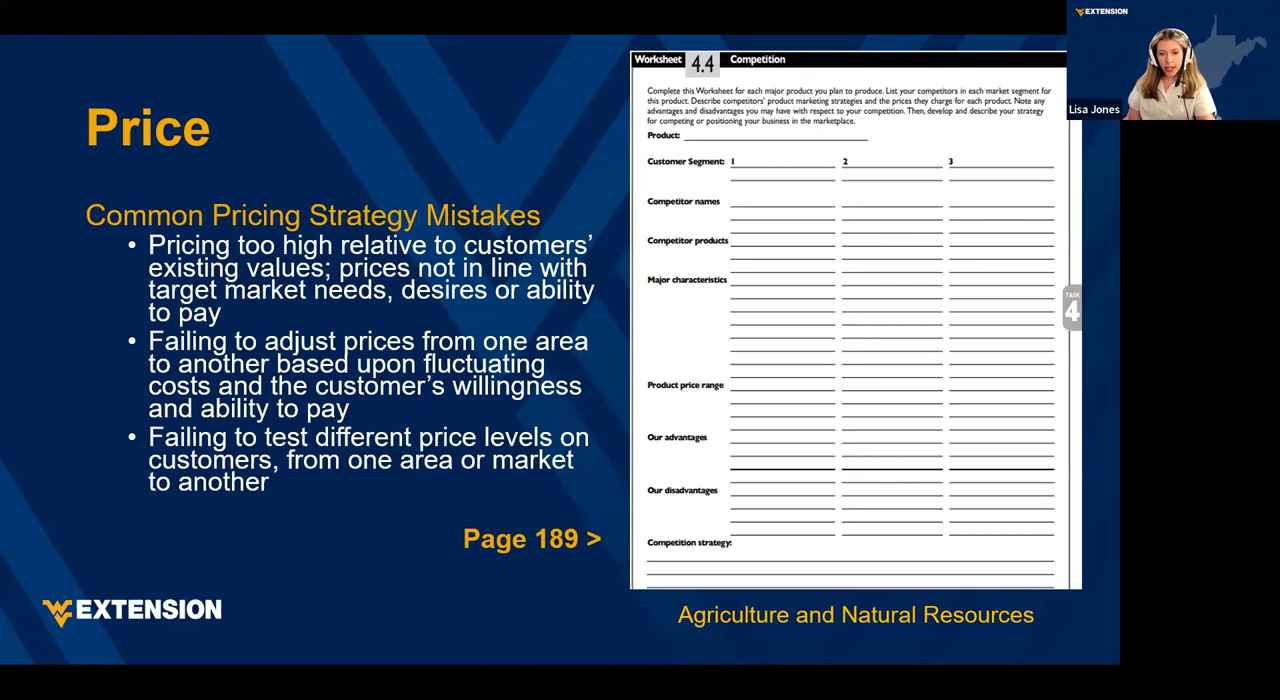 EXTENSION
Lisa Jones
Price
Common Pricing Strategy Mistakes
• Pricing too high relative to customers’
existing values; prices not in line with
target market needs, desires or ability
to pay
• Failing to adjust prices from one area
to another based upon fluctuating
costs and the customer’s willingness
and ability to pay
• Failing to test different price levels on
customers, from one area or market
to another
Page 189 >
WV EXTENSION
Worksheet 4.4 Competition
Complete this Worksheet for each major product you plan to produce. List your competitors in each market segment for
this product. Describe competitors' product marketing strategies and the prices they charge for each product. Note any
advantages and disadvantages you may have with respect to your competition. Then, develop and describe your strategy
for competing or positioning your business in the marketplace.
Product:
Customer Segment: 1 2 3
Competitor names
Competitor products
Major characteristics
Product price range
Our advantages
Our disadvantages
Competition strategy:
TASK
4
Agriculture and Natural Resources